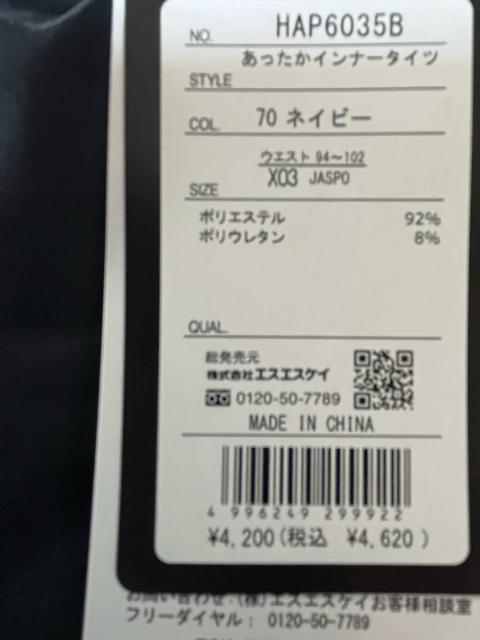 NO. HAP6035B
あったかインナータイツ
STYLE
COL. 70 ネイビー
ウエスト 94〜102
X03 JASPO
SIZE
ポリエステル 92%
ポリウレタン 8%
QUAL.
総発売元
株式会社エスエスケイ
0120-50-7789
MADE IN CHINA
4 996249 299922
¥4,200(税込 ¥4,620)
お問い合わせ:(株)エスエスケイお客様相談室
フリーダイヤル: 0120-50-7789